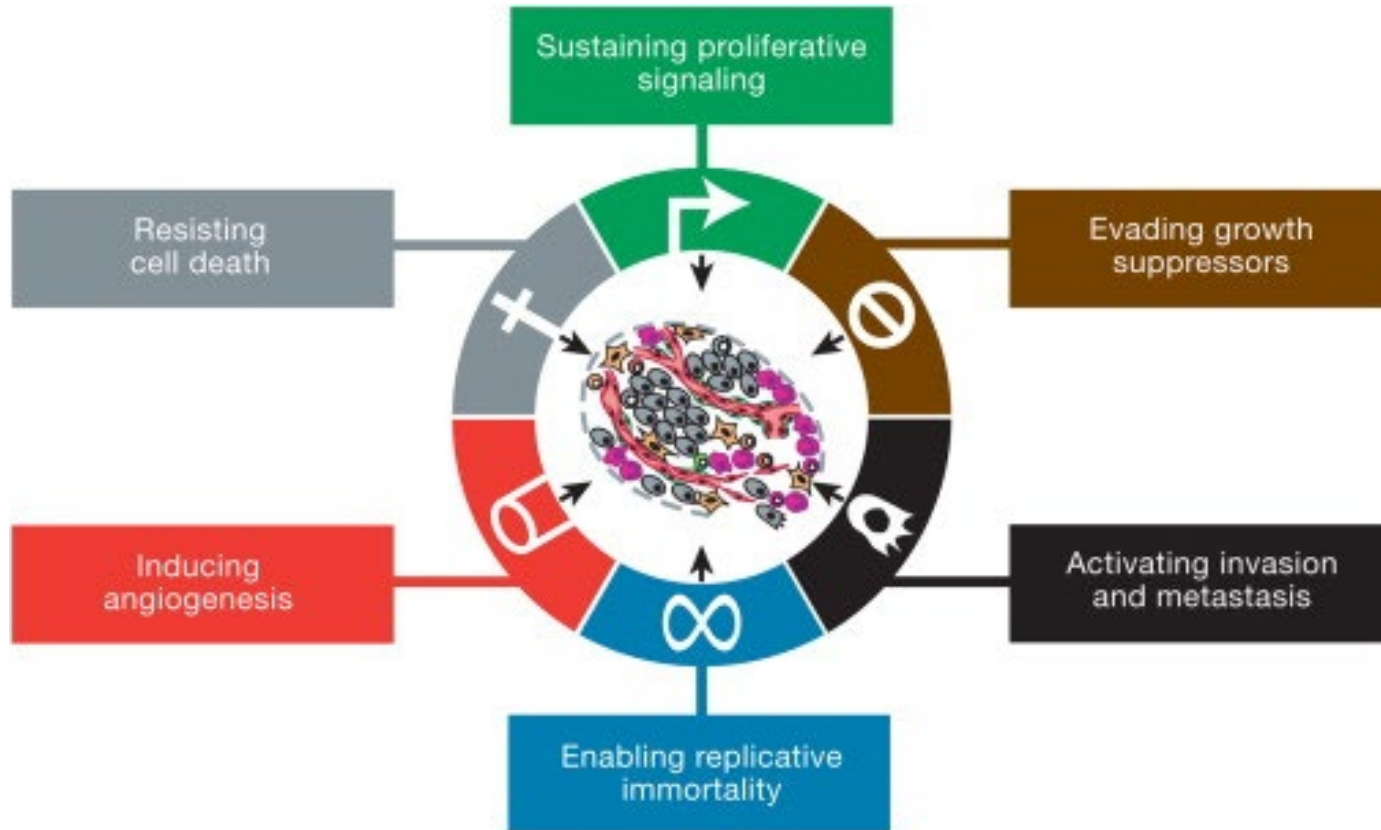 Sustaining proliferative
signaling
Resisting
cell death
Evading growth
suppressors
Inducing
angiogenesis
Activating invasion
and metastasis
Enabling replicative
immortality